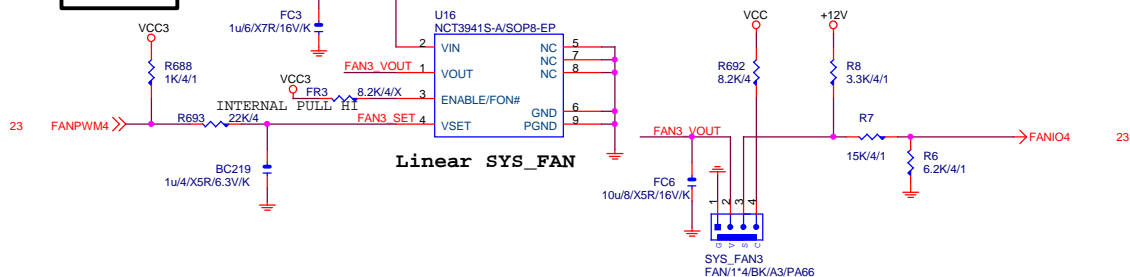 FC3
1u/6/X7R/16V/K
U16
NCT3941S-A/SOP8-EP
VCC3
VCC
+12V
2 VIN NC 5
NC 7
R688
1K/4/1
FAN3_VOUT 1 VOUT NC 8
R692
8.2K/4
R8
3.3K/4/1
VCC3
FR3 8.2K/4/X 3 ENABLE/FON#
INTERNAL PULL HI
GND 6
23 FANPWM4 R693 22K/4 FAN3_SET 4 VSET PGND 9
FAN3_VOUT
R7
15K/4/1
FANIO4 23
Linear SYS_FAN
R6
6.2K/4/1
BC219
1u/4/X5R/6.3V/K
FC6
10u/8/X5R/16V/K
1 2 3 4
G V S C
SYS_FAN3
FAN/1*4/BK/A3/PA66